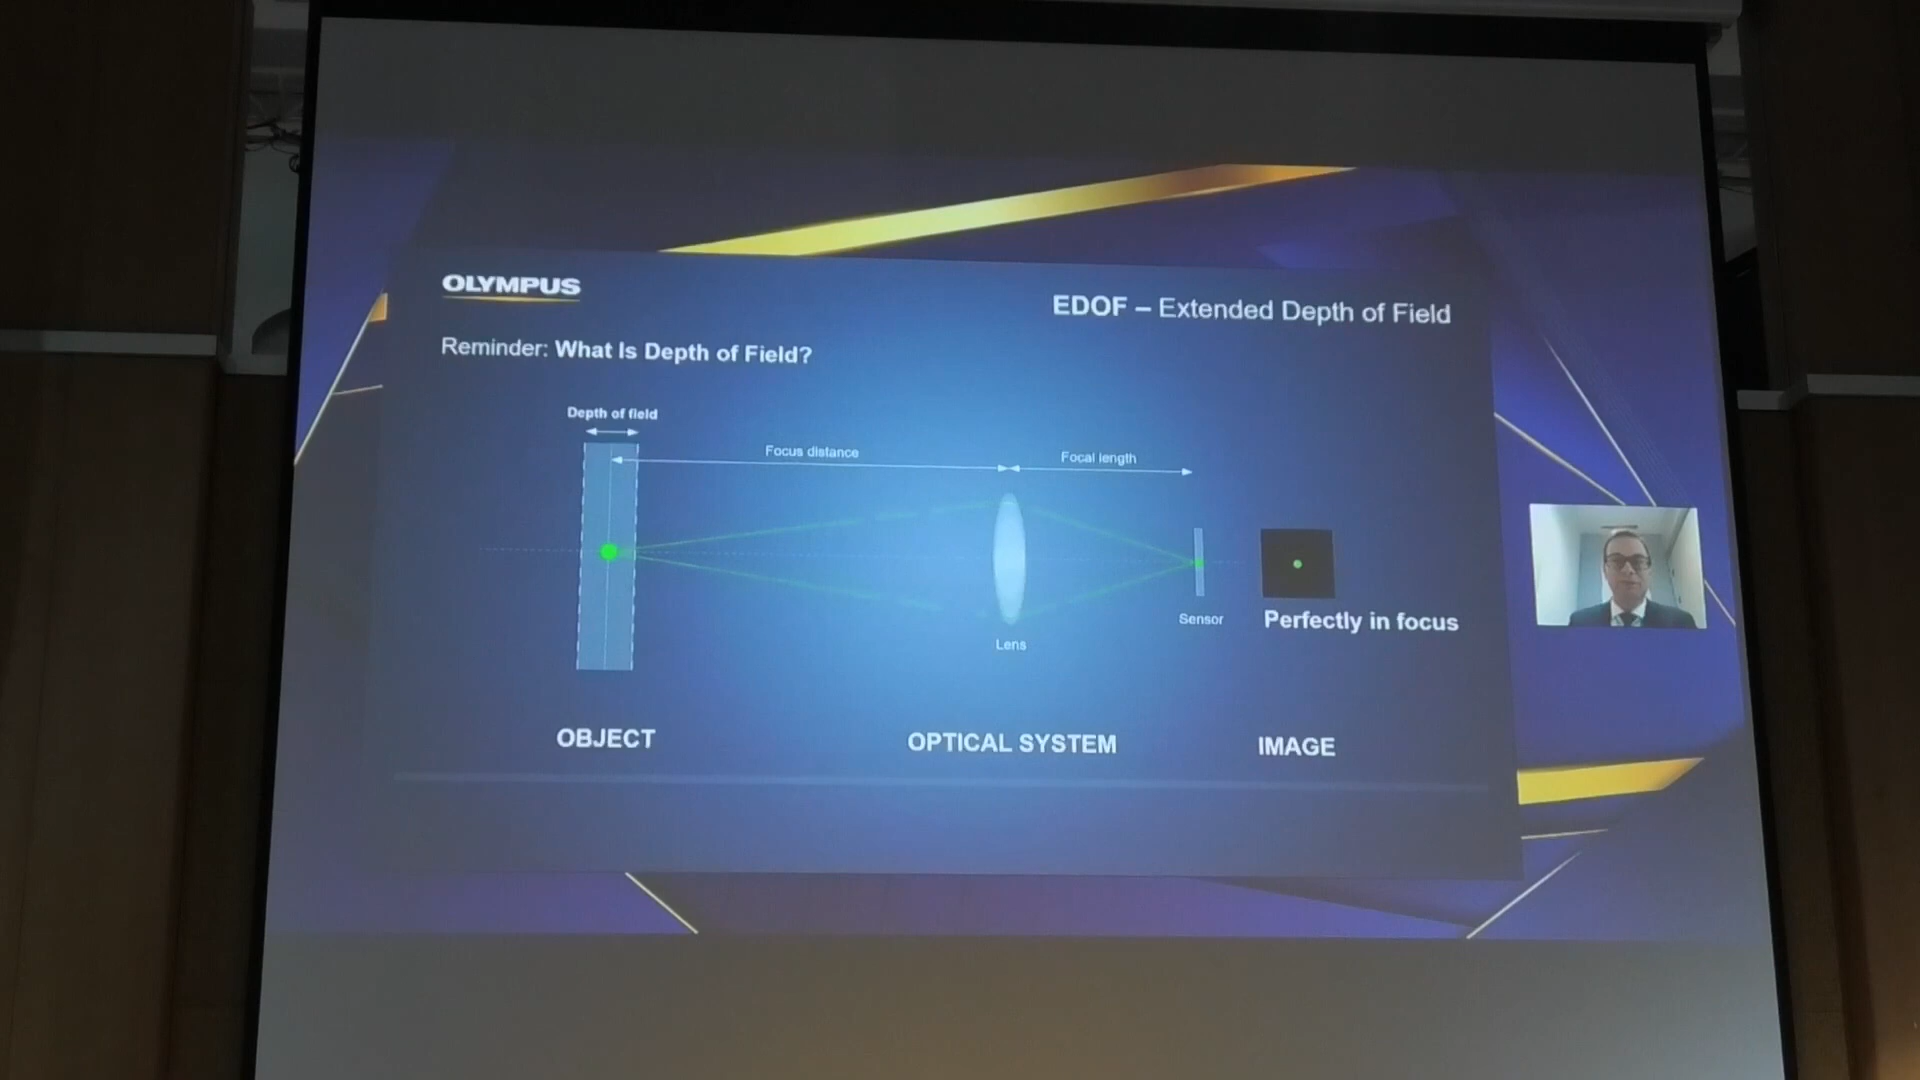 OLYMPUS
EDOF – Extended Depth of Field
Reminder: What Is Depth of Field?
Depth of field
Focus distance
Focal length
Sensor
Perfectly in focus
Lens
OBJECT
OPTICAL SYSTEM
IMAGE